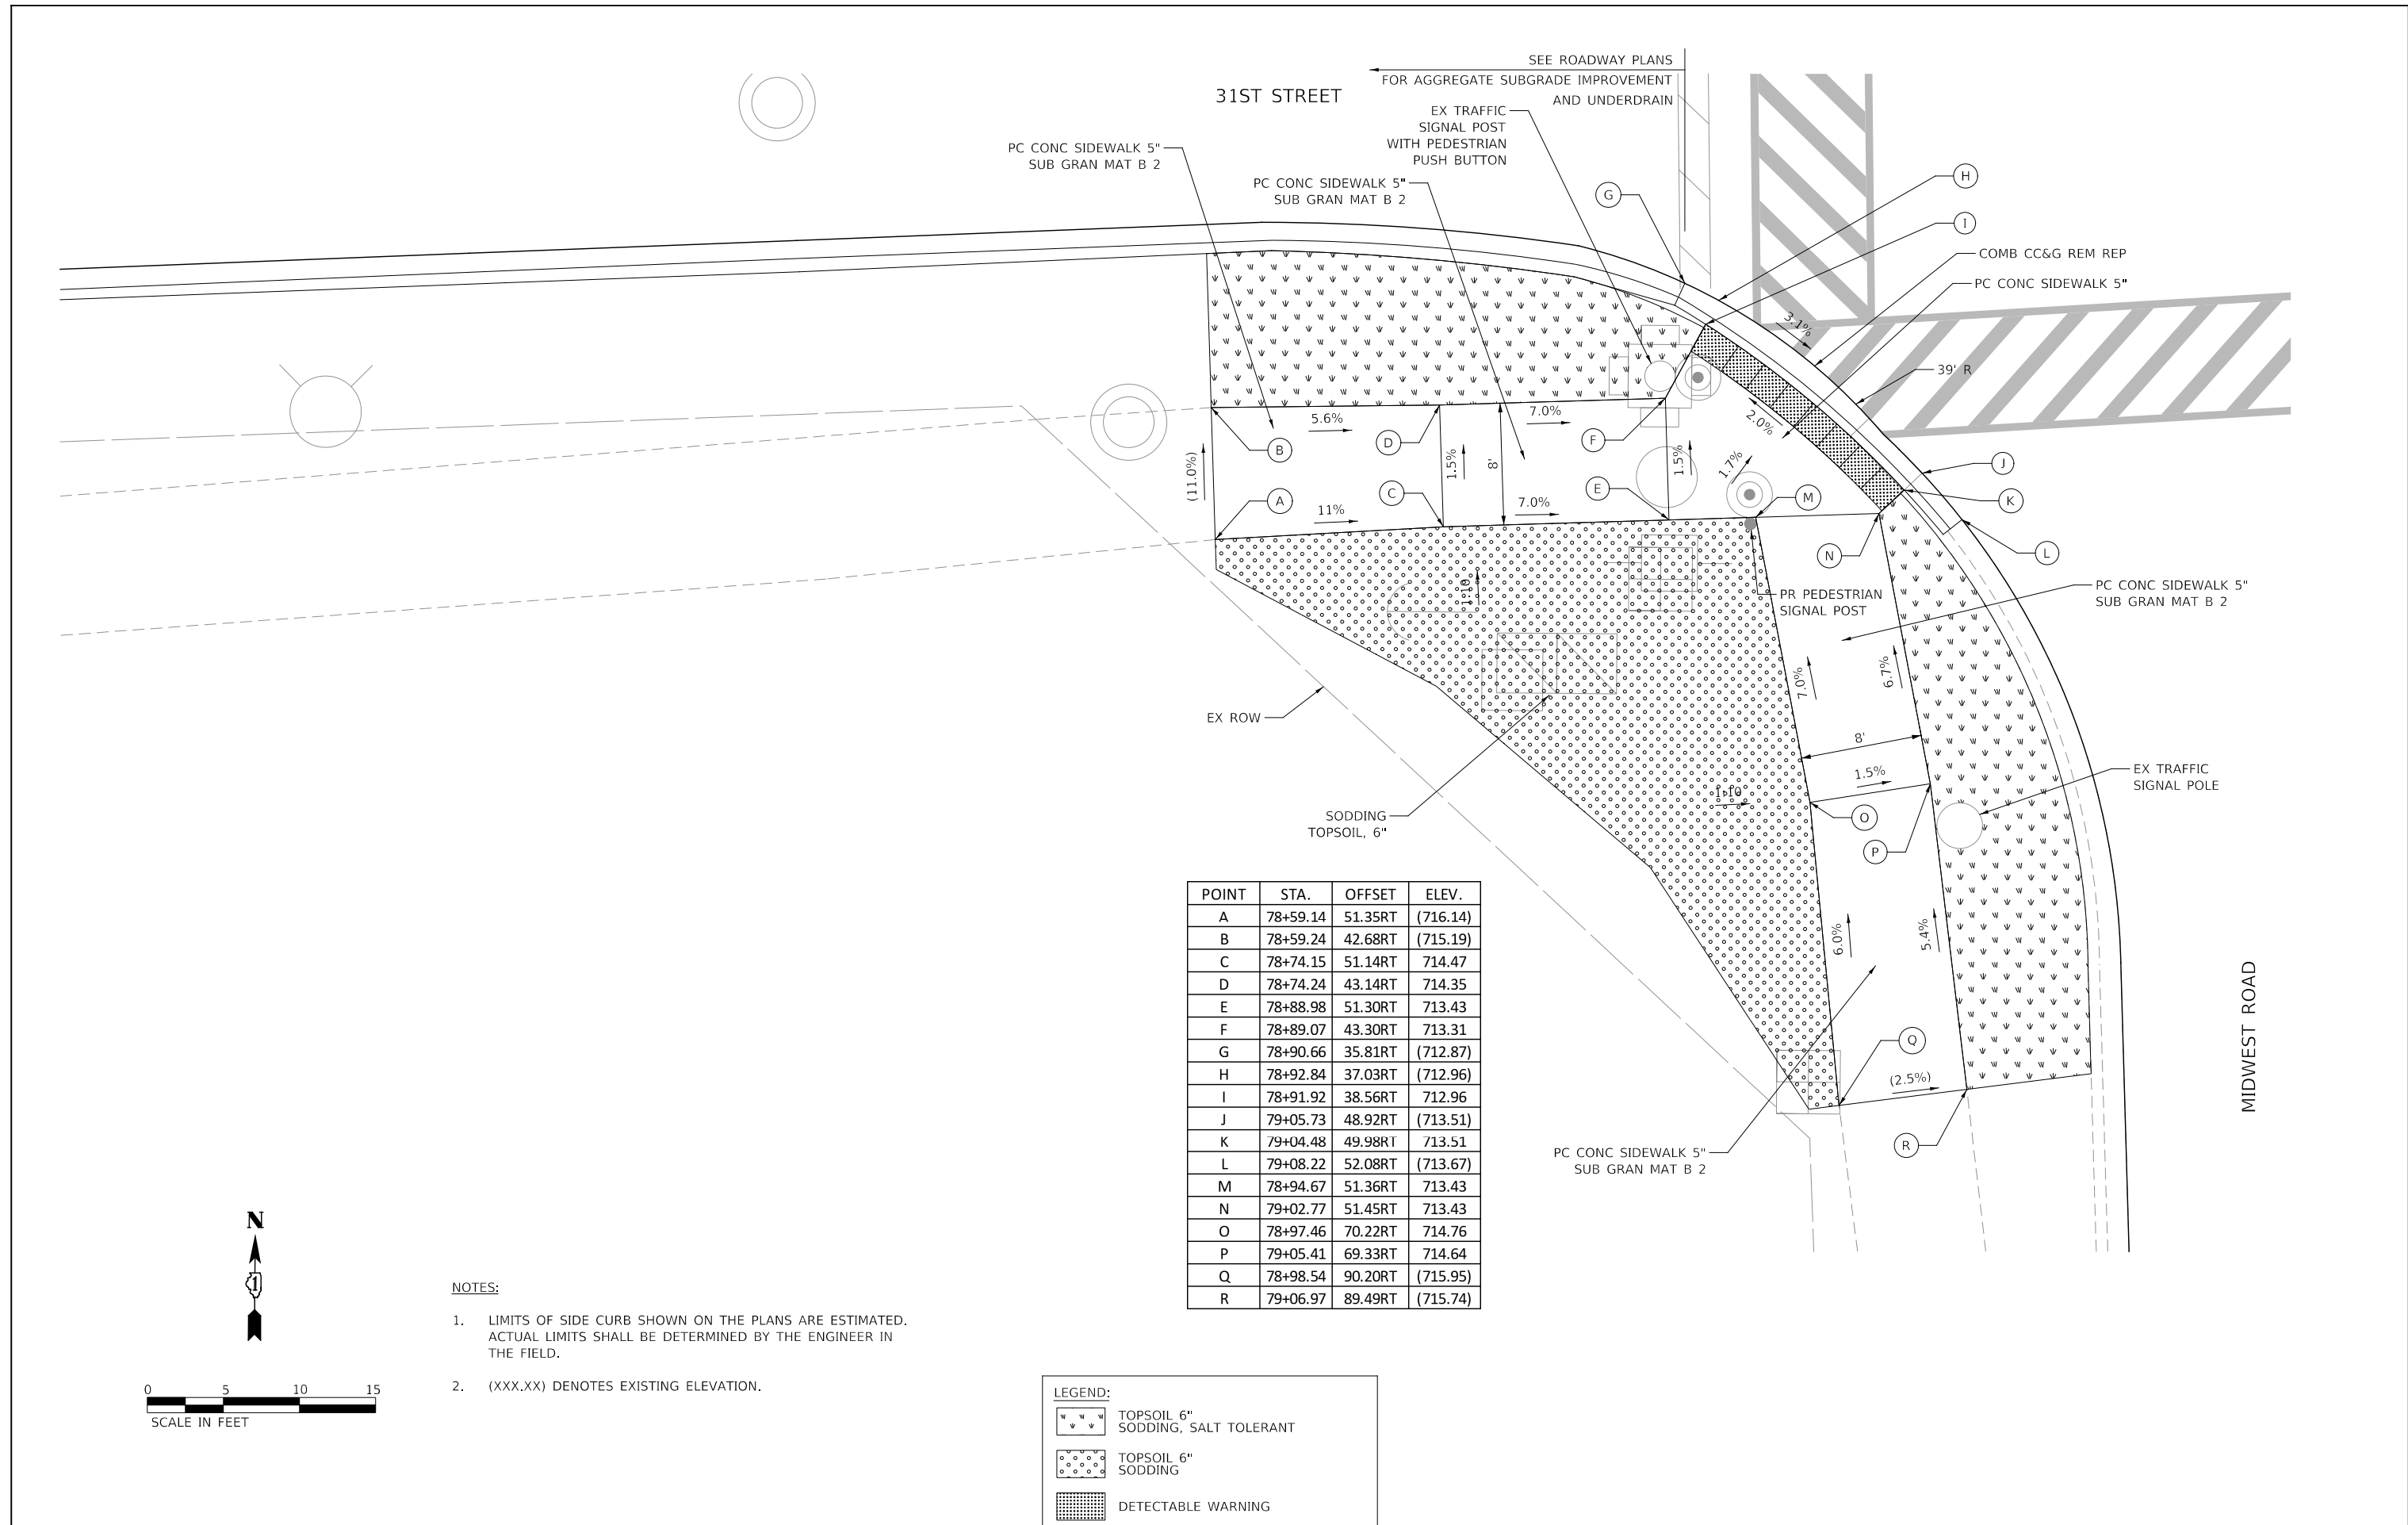 SEE ROADWAY PLANS
FOR AGGREGATE SUBGRADE IMPROVEMENT
AND UNDERDRAIN
31ST STREET
EX TRAFFIC
SIGNAL POST
WITH PEDESTRIAN
PUSH BUTTON
PC CONC SIDEWALK 5"
SUB GRAN MAT B 2
PC CONC SIDEWALK 5"
SUB GRAN MAT B 2
G
H
I
COMB CC&G REM REP
PC CONC SIDEWALK 5"
3.1%
39' R
2.0%
5.6%
7.0%
B
D
F
(11.0%)
1.5%
8'
1.5%
1.7%
J
K
A
C
E
M
11%
7.0%
N
L
1:10
PR PEDESTRIAN
SIGNAL POST
PC CONC SIDEWALK 5"
SUB GRAN MAT B 2
7.0%
6.7%
EX ROW
8'
1.5%
EX TRAFFIC
SIGNAL POLE
1:10
SODDING
TOPSOIL, 6"
O
P
6.0%
5.4%
MIDWEST ROAD
Q
(2.5%)
R
PC CONC SIDEWALK 5"
SUB GRAN MAT B 2
POINT STA. OFFSET ELEV.
A 78+59.14 51.35RT (716.14)
B 78+59.24 42.68RT (715.19)
C 78+74.15 51.14RT 714.47
D 78+74.24 43.14RT 714.35
E 78+88.98 51.30RT 713.43
F 78+89.07 43.30RT 713.31
G 78+90.66 35.81RT (712.87)
H 78+92.84 37.03RT (712.96)
I 78+91.92 38.56RT 712.96
J 79+05.73 48.92RT (713.51)
K 79+04.48 49.98RT 713.51
L 79+08.22 52.08RT (713.67)
M 78+94.67 51.36RT 713.43
N 79+02.77 51.45RT 713.43
O 78+97.46 70.22RT 714.76
P 79+05.41 69.33RT 714.64
Q 78+98.54 90.20RT (715.95)
R 79+06.97 89.49RT (715.74)
N
1
0 5 10 15
SCALE IN FEET
NOTES:
1. LIMITS OF SIDE CURB SHOWN ON THE PLANS ARE ESTIMATED.
ACTUAL LIMITS SHALL BE DETERMINED BY THE ENGINEER IN
THE FIELD.
2. (XXX.XX) DENOTES EXISTING ELEVATION.
LEGEND:
TOPSOIL 6"
SODDING, SALT TOLERANT
TOPSOIL 6"
SODDING
DETECTABLE WARNING